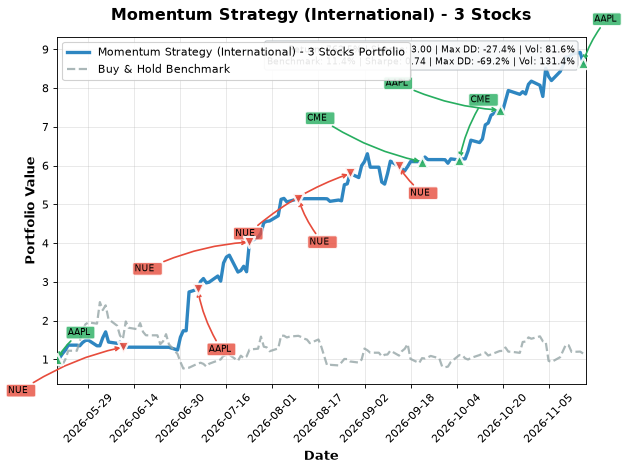 Momentum Strategy (International) - 3 Stocks
AAPL
Momentum Strategy (International) - 3 Stocks Portfolio
Buy & Hold Benchmark
3.00 | Max DD: -27.4% | Vol: 81.6%
Benchmark: 11.4% | Sharpe: 0.74 | Max DD: -69.2% | Vol: 131.4%
AAPL
CME
CME
NUE
NUE
NUE
NUE
AAPL
AAPL
NUE
Portfolio Value
9
8
7
6
5
4
3
2
1
2026-05-29
2026-06-14
2026-06-30
2026-07-16
2026-08-01
2026-08-17
2026-09-02
2026-09-18
2026-10-04
2026-10-20
2026-11-05
Date